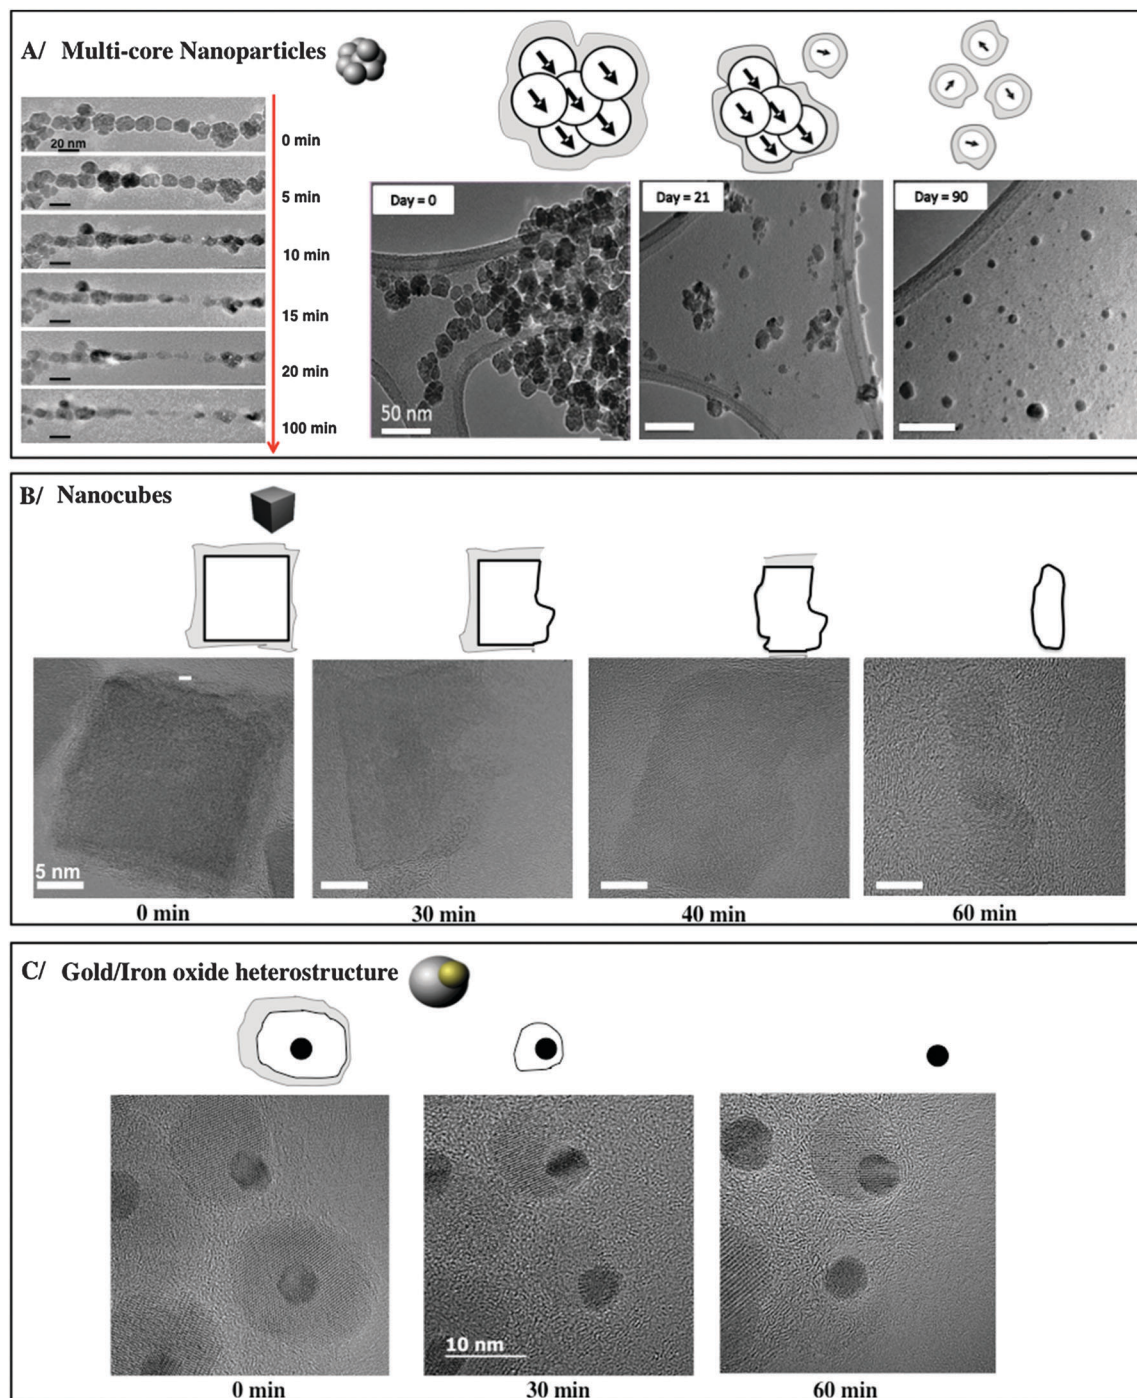 A/ Multi-core Nanoparticles
20 nm
0 min
5 min
10 min
15 min
20 min
100 min
Day = 0
50 nm
Day = 21
Day = 90
B/ Nanocubes
5 nm
0 min
30 min
40 min
60 min
C/ Gold/Iron oxide heterostructure
10 nm
0 min
30 min
60 min